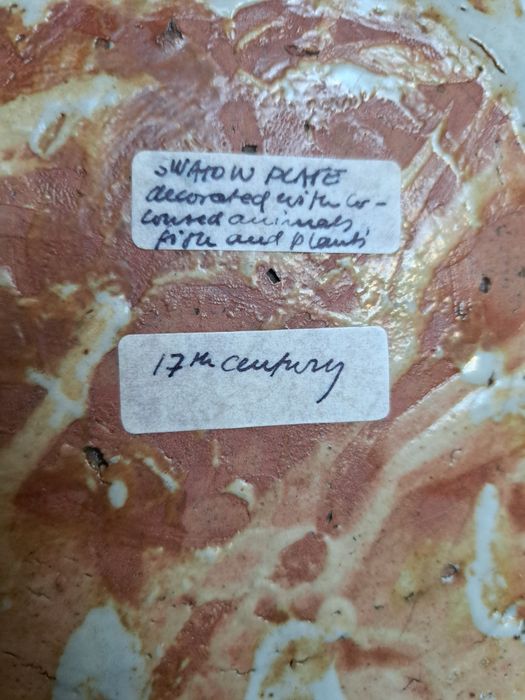 SWATOW PLATE
decorated with co-
loured animals
fish and plants
17th century